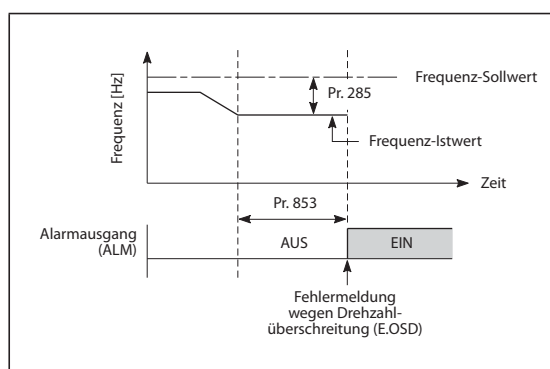 Frequenz [Hz]
Frequenz-Sollwert
Pr. 285
Frequenz-Istwert
Zeit
Pr. 853
Alarmausgang
(ALM)
AUS
EIN
Fehlermeldung
wegen Drehzahl-
überschreitung (E.OSD)